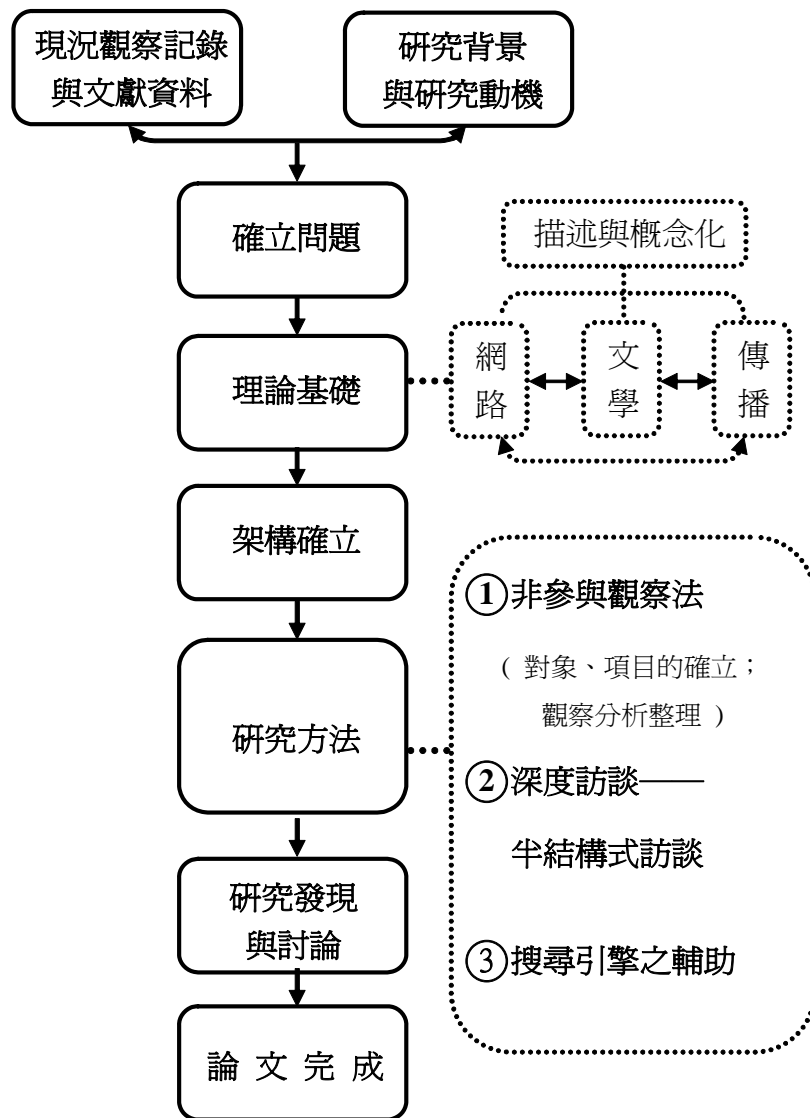 現況觀察記錄
與文獻資料
研究背景
與研究動機
確立問題
描述與概念化
理論基礎
網路
文學
傳播
架構確立
研究方法
①非參與觀察法
（對象、項目的確立；
觀察分析整理）
②深度訪談——
半結構式訪談
③搜尋引擎之輔助
研究發現
與討論
論文完成